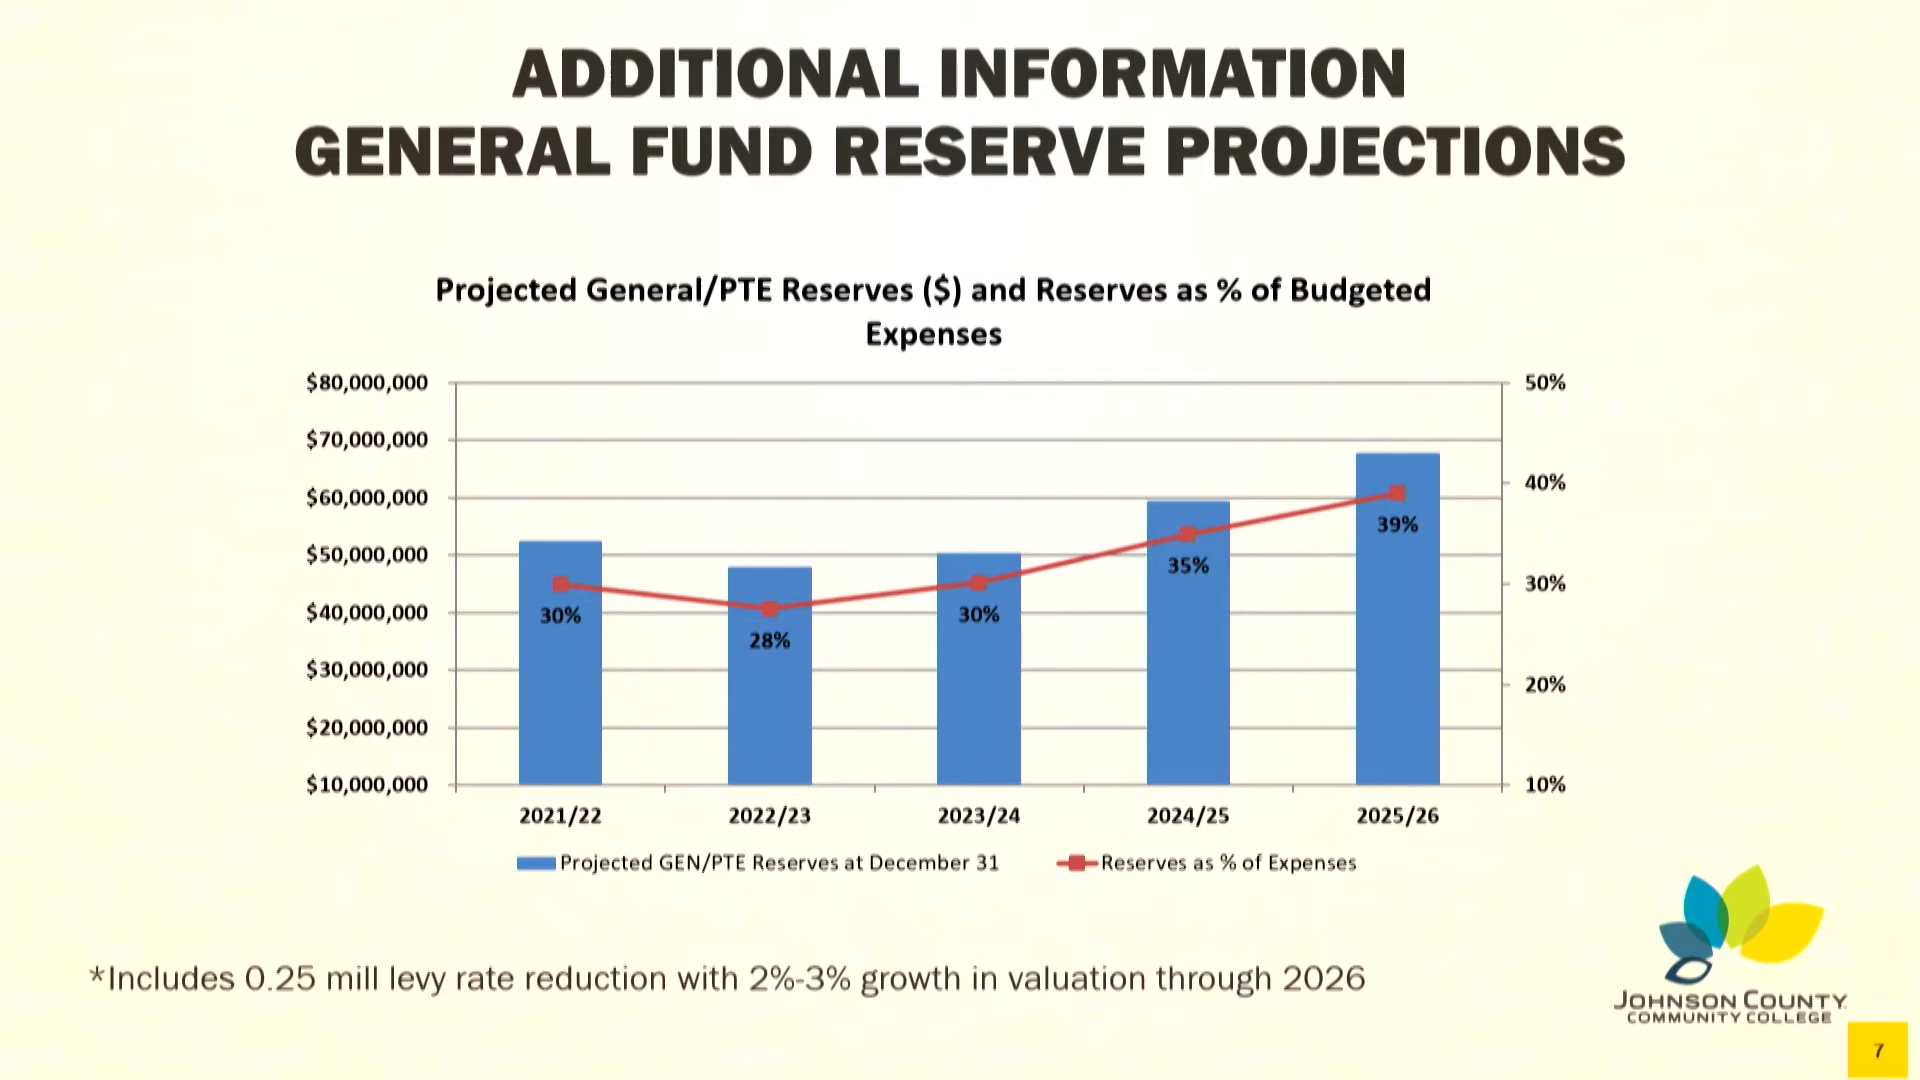 ADDITIONAL INFORMATION
GENERAL FUND RESERVE PROJECTIONS
Projected General/PTE Reserves ($) and Reserves as % of Budgeted
Expenses
$80,000,000
$70,000,000
$60,000,000
$50,000,000
$40,000,000
$30,000,000
$20,000,000
$10,000,000
50%
40%
30%
20%
10%
30%
28%
30%
35%
39%
2021/22
2022/23
2023/24
2024/25
2025/26
Projected GEN/PTE Reserves at December 31
Reserves as % of Expenses
*Includes 0.25 mill levy rate reduction with 2%-3% growth in valuation through 2026
JOHNSON COUNTY
COMMUNITY COLLEGE
7